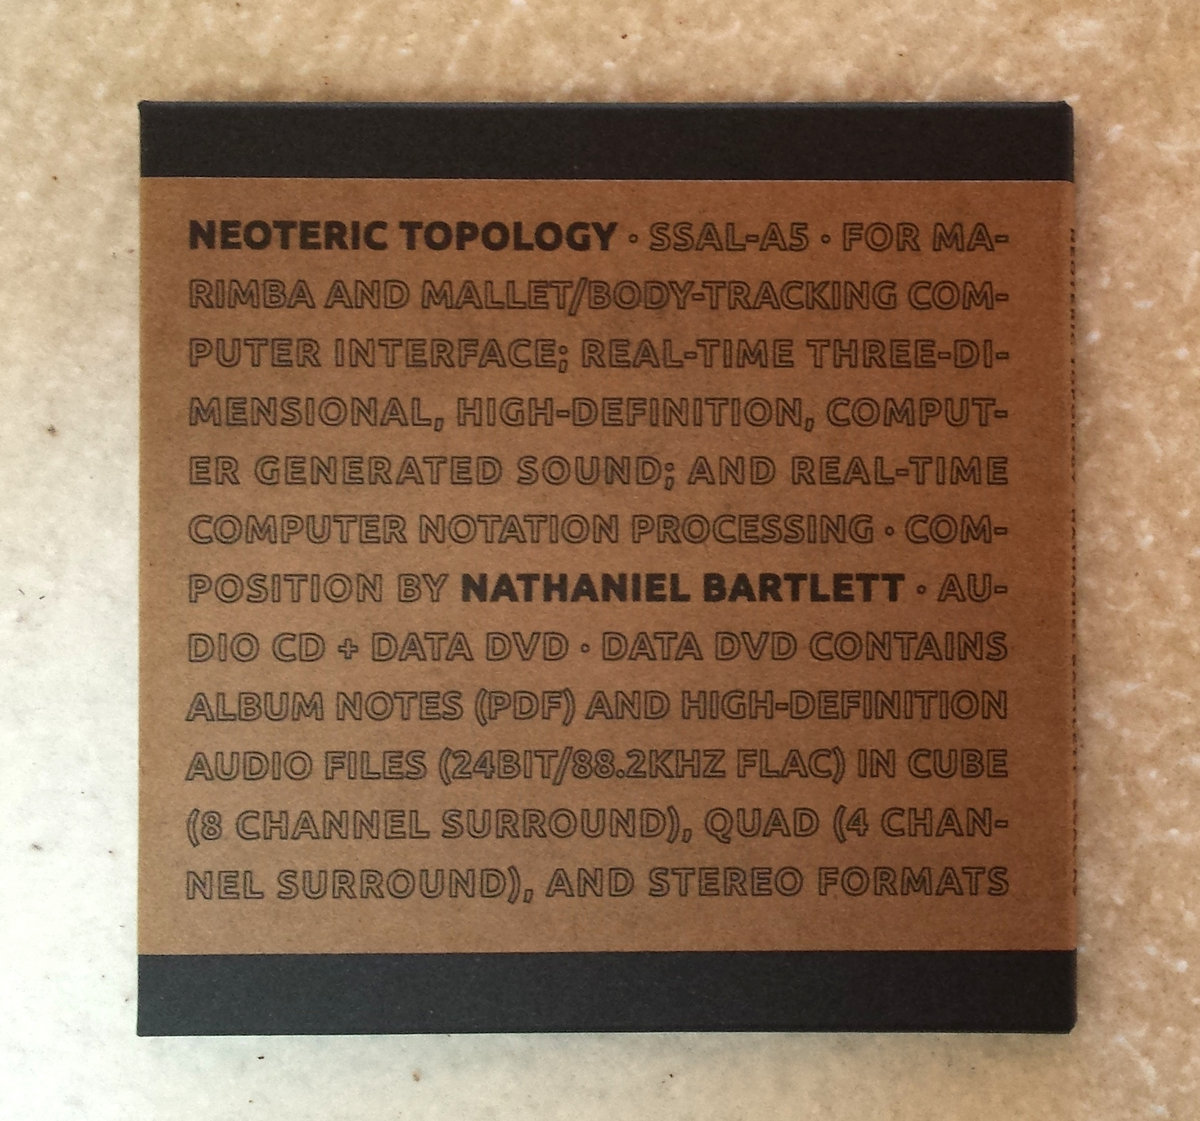 NEOTERIC TOPOLOGY · SSAL-A5 · FOR MA-
RIMBA AND MALLET/BODY-TRACKING COM-
PUTER INTERFACE; REAL-TIME THREE-DI-
MENSIONAL, HIGH-DEFINITION, COMPUT-
ER GENERATED SOUND; AND REAL-TIME
COMPUTER NOTATION PROCESSING · COM-
POSITION BY NATHANIEL BARTLETT · AU-
DIO CD + DATA DVD · DATA DVD CONTAINS
ALBUM NOTES (PDF) AND HIGH-DEFINITION
AUDIO FILES (24BIT/88.2KHZ FLAC) IN CUBE
(8 CHANNEL SURROUND), QUAD (4 CHAN-
NEL SURROUND), AND STEREO FORMATS